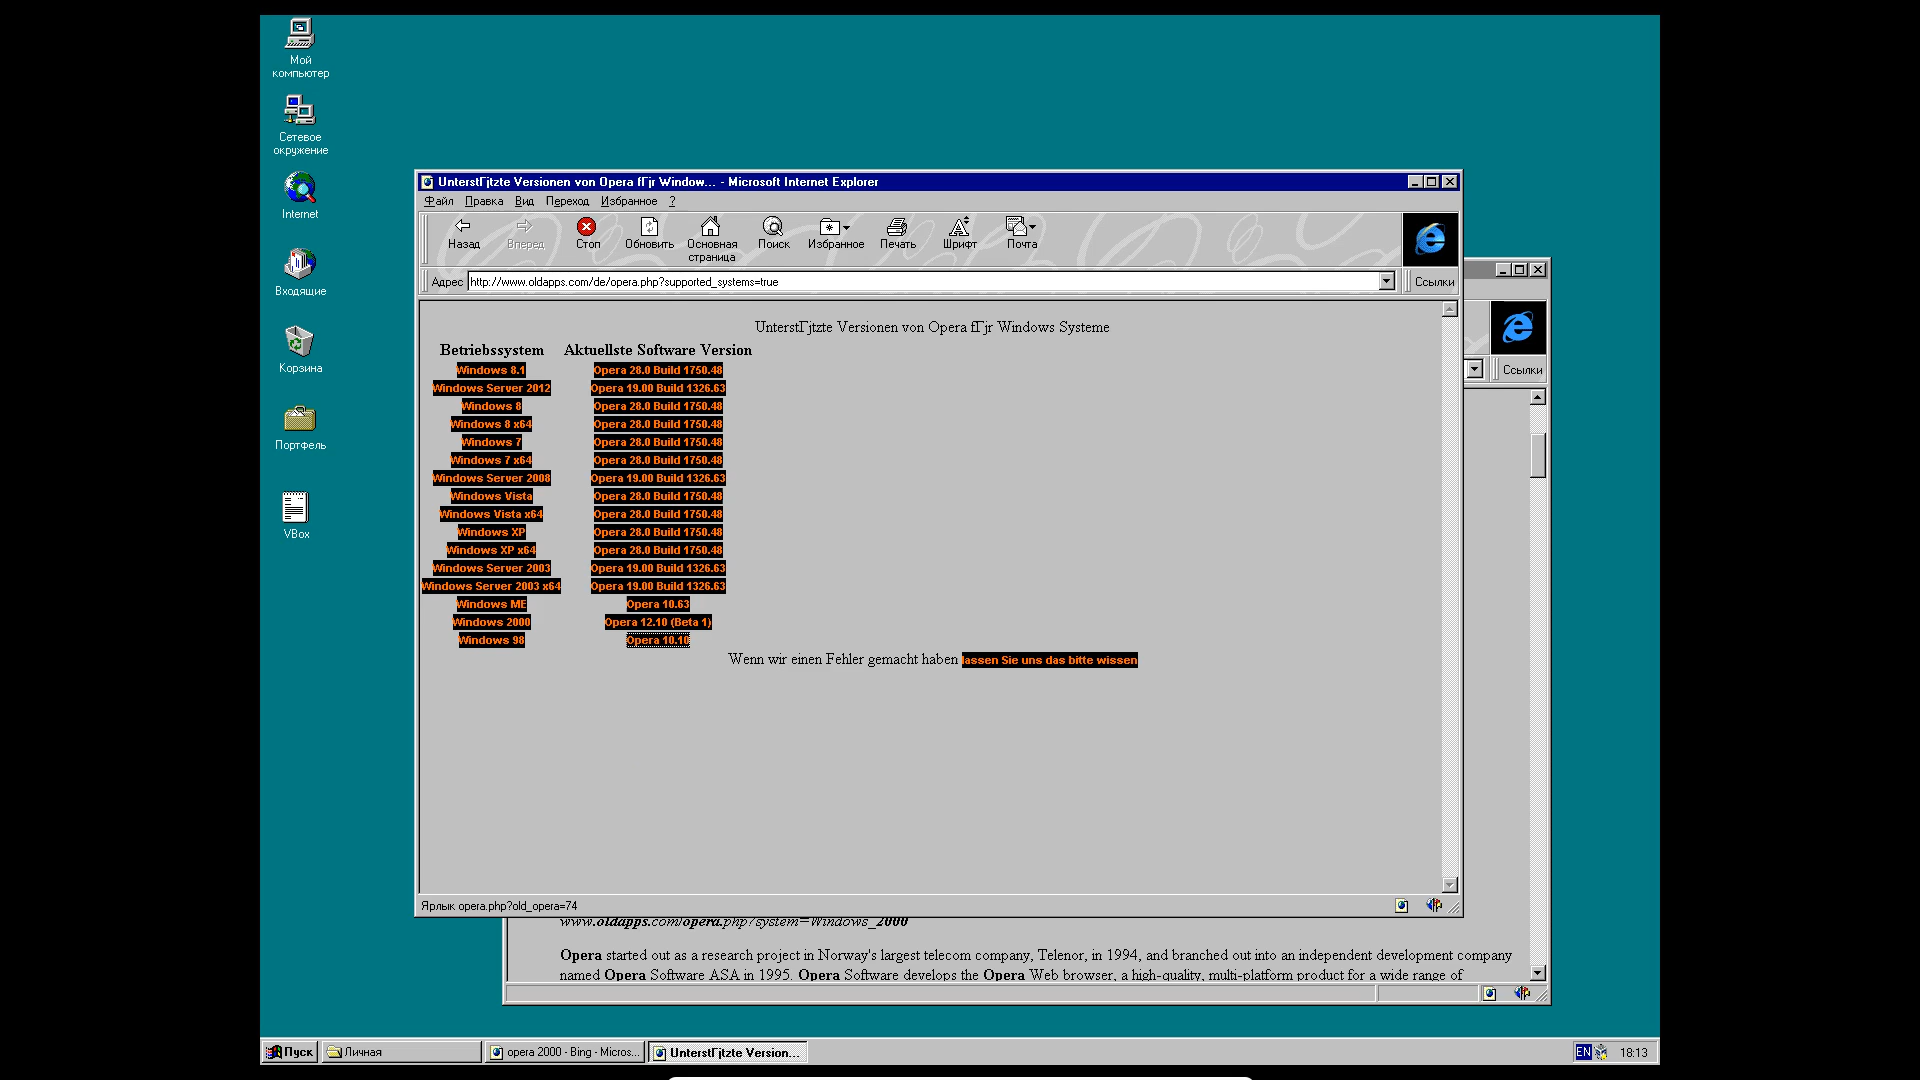 Мой
компьютер
Сетевое
окружение
Internet
Входящие
Корзина
Портфель
VBox
UnterstГјtzte Versionen von Opera fГјr Window... - Microsoft Internet Explorer
Файл Правка Вид Переход Избранное ?
Назад Вперед Стоп Обновить Основная страница Поиск Избранное Печать Шрифт Почта
Адрес http://www.oldapps.com/de/opera.php?supported_systems=true Ссылки
UnterstГјtzte Versionen von Opera fГјr Windows Systeme
Betriebssystem Aktuellste Software Version
Windows 8.1 Opera 28.0 Build 1750.48
Windows Server 2012 Opera 19.00 Build 1326.63
Windows 8 Opera 28.0 Build 1750.48
Windows 8 x64 Opera 28.0 Build 1750.48
Windows 7 Opera 28.0 Build 1750.48
Windows 7 x64 Opera 28.0 Build 1750.48
Windows Server 2008 Opera 19.00 Build 1326.63
Windows Vista Opera 28.0 Build 1750.48
Windows Vista x64 Opera 28.0 Build 1750.48
Windows XP Opera 28.0 Build 1750.48
Windows XP x64 Opera 28.0 Build 1750.48
Windows Server 2003 Opera 19.00 Build 1326.63
Windows Server 2003 x64 Opera 19.00 Build 1326.63
Windows ME Opera 10.63
Windows 2000 Opera 12.10 (Beta 1)
Windows 98 Opera 10.10
Wenn wir einen Fehler gemacht haben lassen Sie uns das bitte wissen
Ярлык opera.php?old_opera=74
Ссылки
www.oldapps.com/opera.php?system=Windows_2000
Opera started out as a research project in Norway's largest telecom company, Telenor, in 1994, and branched out into an independent development company
named Opera Software ASA in 1995. Opera Software develops the Opera Web browser, a high-quality, multi-platform product for a wide range of
Пуск Личная opera 2000 - Bing - Micros... UnterstГјtzte Version... EN 18:13